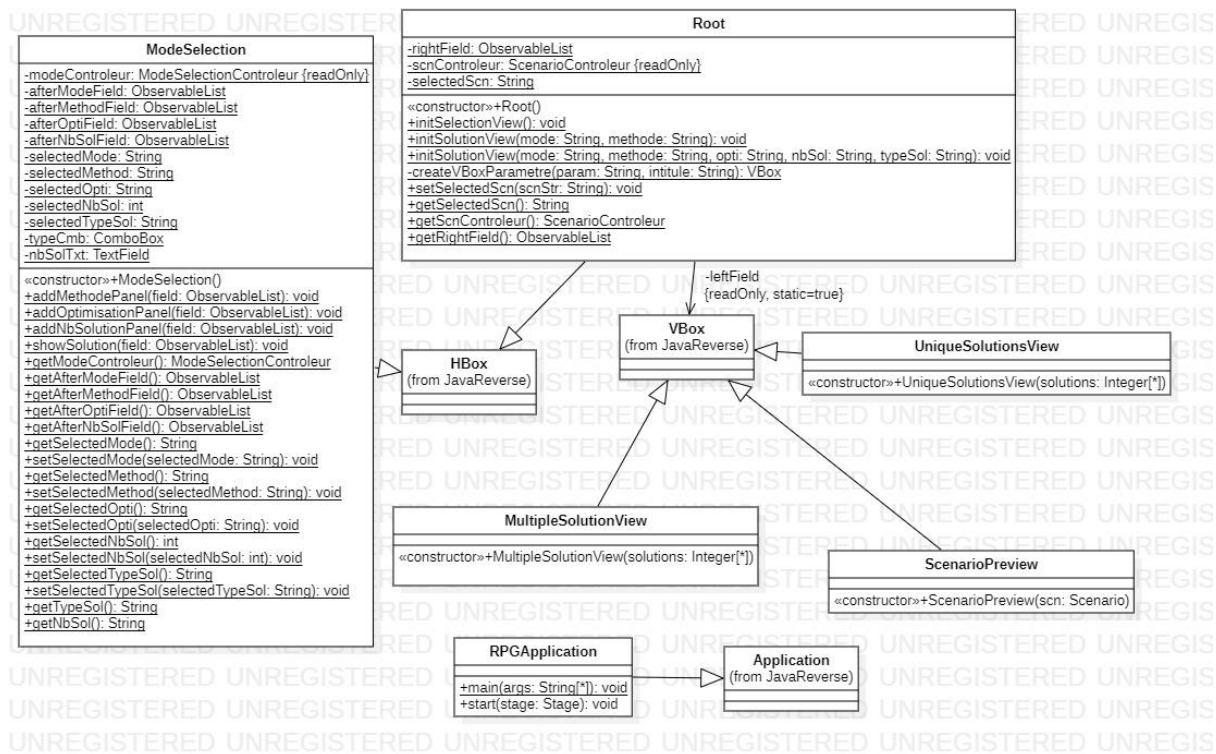 ModeSelection
-modeControleur: ModeSelectionControleur {readOnly}
-afterModeField: ObservableList
-afterMethodField: ObservableList
-afterOptiField: ObservableList
-afterNbSolField: ObservableList
-selectedMode: String
-selectedMethod: String
-selectedOpti: String
-selectedNbSol: int
-selectedTypeSol: String
-typeCmb: ComboBox
-nbSolTxt: TextField
«constructor»+ModeSelection()
+addMethodePanel(field: ObservableList): void
+addOptimisationPanel(field: ObservableList): void
+addNbSolutionPanel(field: ObservableList): void
+showSolution(field: ObservableList): void
+getModeControleur(): ModeSelectionControleur
+getAfterModeField(): ObservableList
+getAfterMethodField(): ObservableList
+getAfterOptiField(): ObservableList
+getAfterNbSolField(): ObservableList
+getSelectedMode(): String
+setSelectedMode(selectedMode: String): void
+getSelectedMethod(): String
+setSelectedMethod(selectedMethod: String): void
+getSelectedOpti(): String
+setSelectedOpti(selectedOpti: String): void
+getSelectedNbSol(): int
+setSelectedNbSol(selectedNbSol: int): void
+getSelectedTypeSol(): String
+setSelectedTypeSol(selectedTypeSol: String): void
+getTypeSol(): String
+getNbSol(): String
Root
-rightField: ObservableList
-scnControleur: ScenarioControleur {readOnly}
-selectedScn: String
«constructor»+Root()
+initSelectionView(): void
+initSolutionView(mode: String, methode: String): void
+initSolutionView(mode: String, methode: String, opti: String, nbSol: String, typeSol: String): void
-createVBoxParametre(param: String, intitule: String): VBox
+setSelectedScn(scnStr: String): void
+getSelectedScn(): String
+getScnControleur(): ScenarioControleur
+getRightField(): ObservableList
-leftField
{readOnly, static=true}
HBox
(from JavaReverse)
VBox
(from JavaReverse)
UniqueSolutionsView
«constructor»+UniqueSolutionsView(solutions: Integer[*])
MultipleSolutionView
«constructor»+MultipleSolutionView(solutions: Integer[*])
ScenarioPreview
«constructor»+ScenarioPreview(scn: Scenario)
RPGApplication
+main(args: String[*]): void
+start(stage: Stage): void
Application
(from JavaReverse)
UNREGISTERED UNREGISTERED